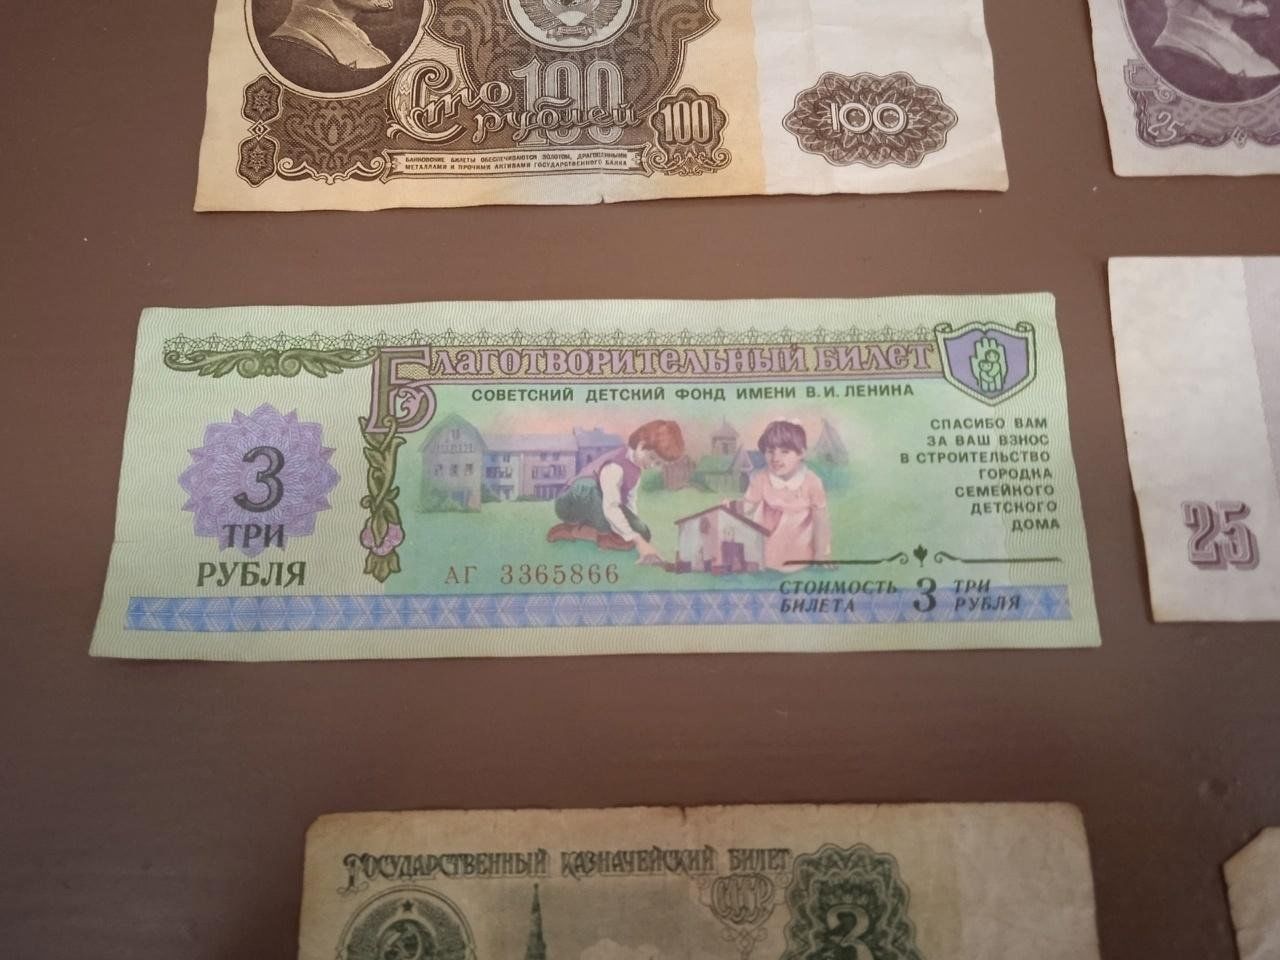 Сто 100
рублей
100
100
БАНКОВСКИЕ БИЛЕТЫ ОБЕСПЕЧИВАЮТСЯ ЗОЛОТОМ, ДРАГОЦЕННЫМИ
МЕТАЛЛАМИ И ПРОЧИМИ АКТИВАМИ ГОСУДАРСТВЕННОГО БАНКА
25
БЛАГОТВОРИТЕЛЬНЫЙ БИЛЕТ
СОВЕТСКИЙ ДЕТСКИЙ ФОНД ИМЕНИ В.И. ЛЕНИНА
3
ТРИ
РУБЛЯ
СПАСИБО ВАМ
ЗА ВАШ ВЗНОС
В СТРОИТЕЛЬСТВО
ГОРОДКА
СЕМЕЙНОГО
ДЕТСКОГО
ДОМА
АГ 3365866
СТОИМОСТЬ
БИЛЕТА
3
ТРИ
РУБЛЯ
25
ГОСУДАРСТВЕННЫЙ КАЗНАЧЕЙСКИЙ БИЛЕТ
СССР
3